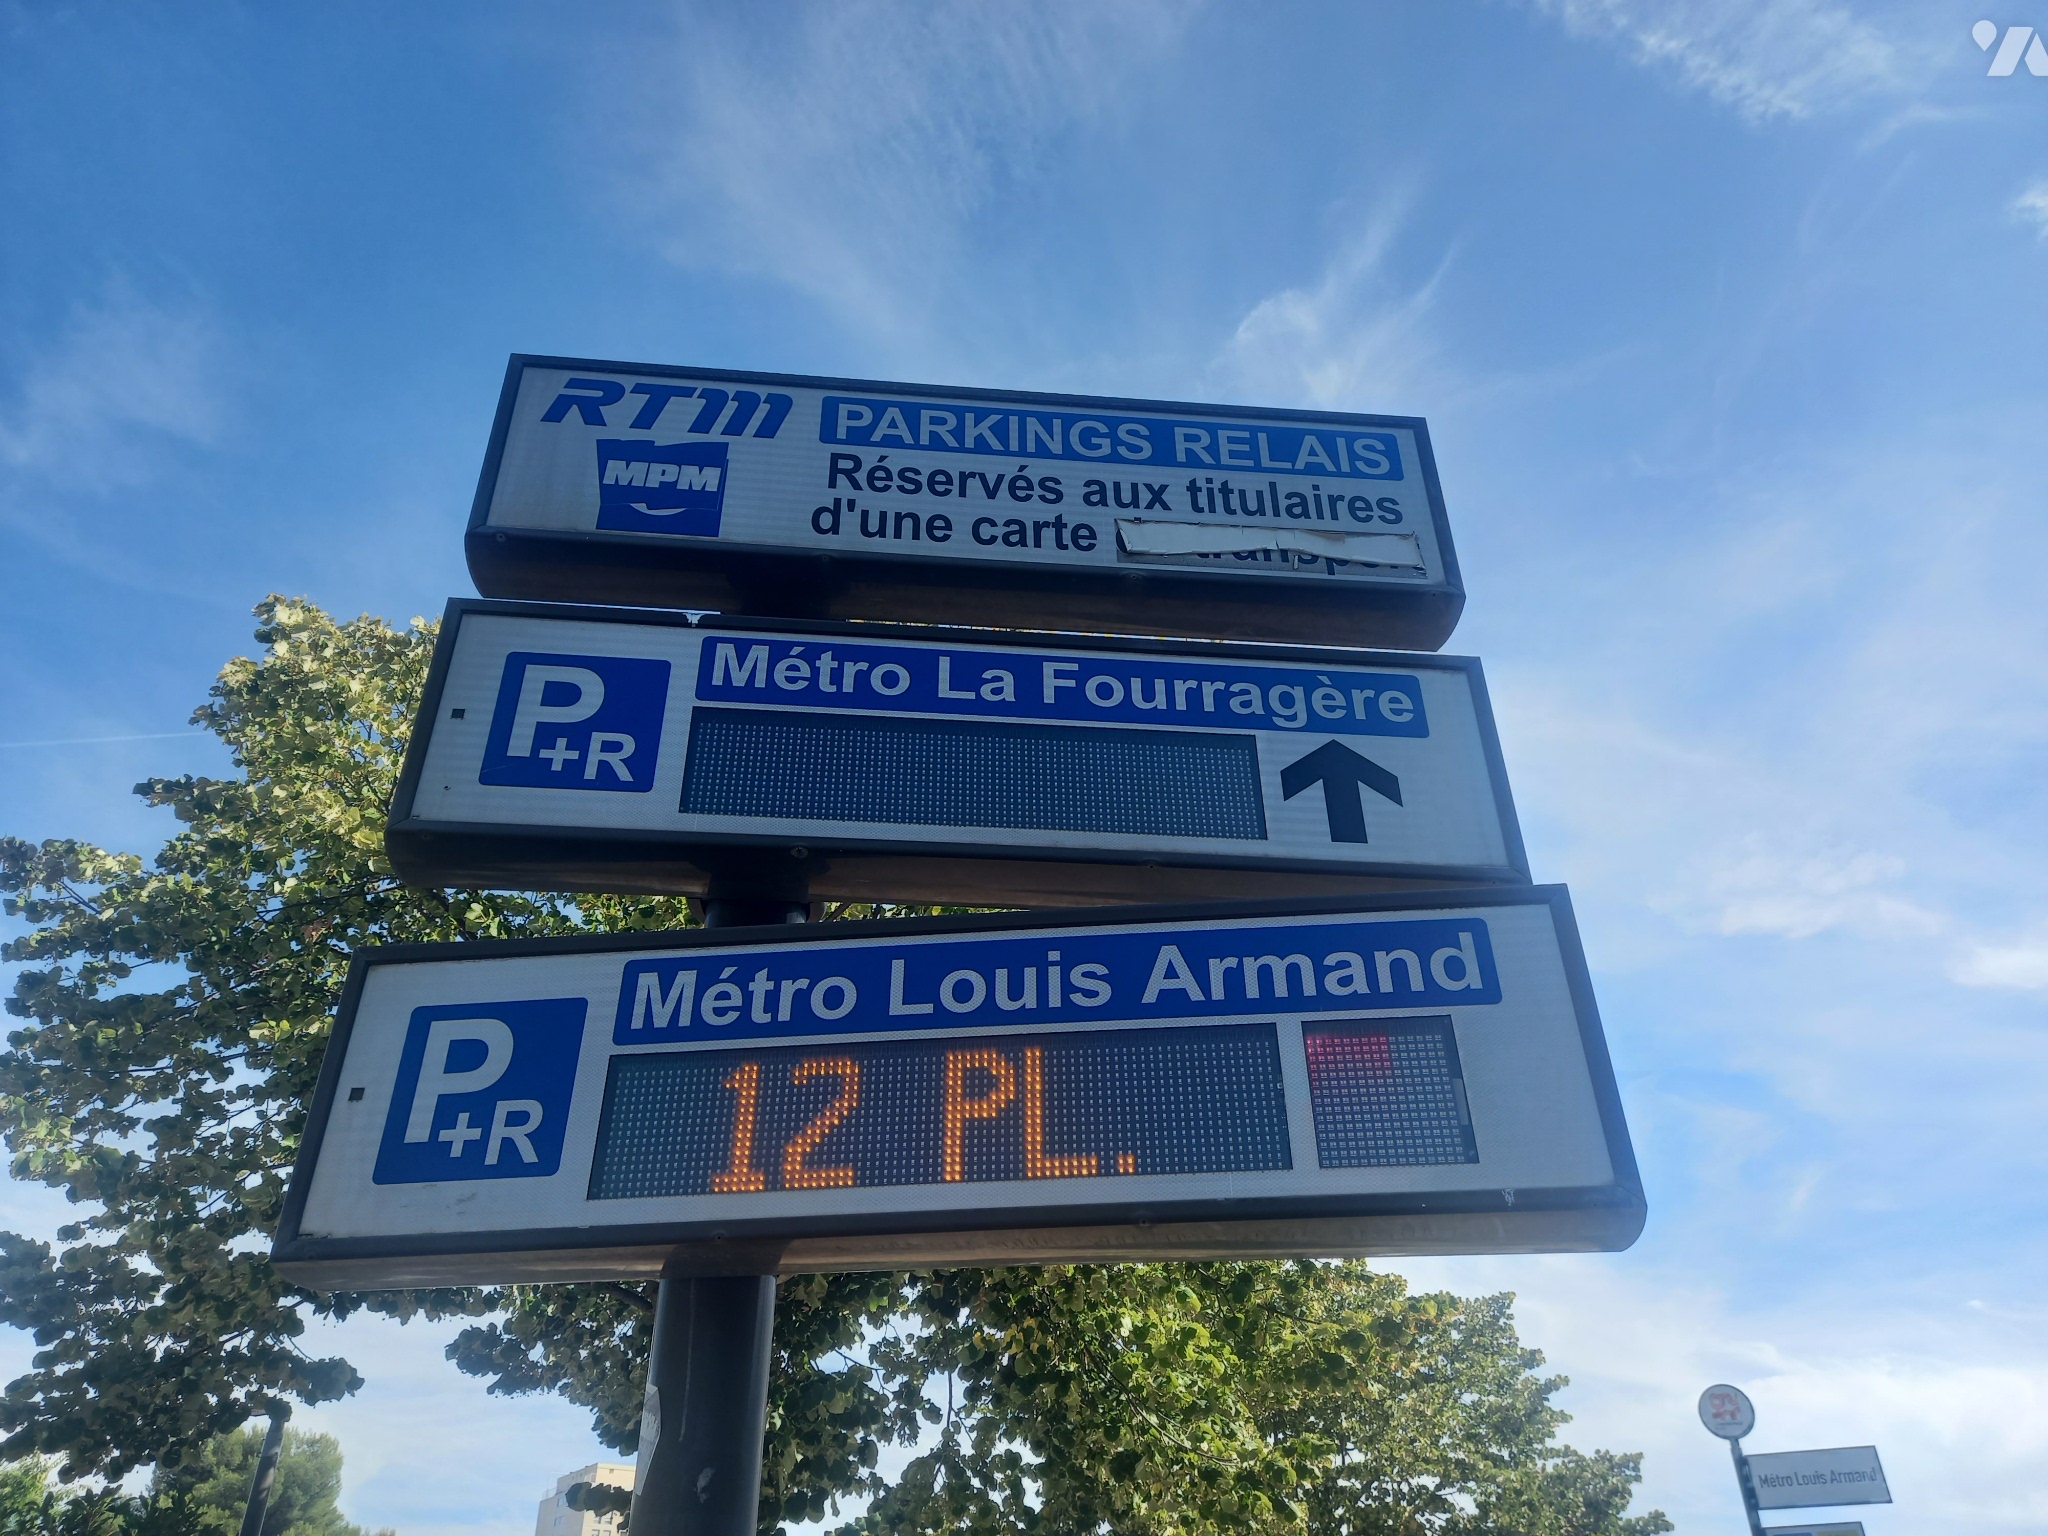 RTM
PARKINGS RELAIS
MPM
Réservés aux titulaires
d'une carte
P+R
Métro La Fourragère
P+R
Métro Louis Armand
12 PL.
Métro Louis Armand